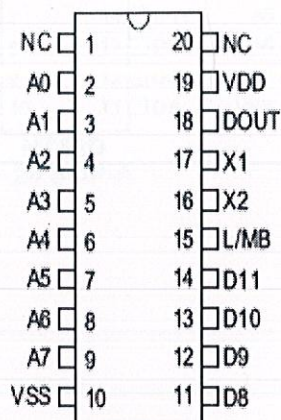 NC 1 20 NC
A0 2 19 VDD
A1 3 18 DOUT
A2 4 17 X1
A3 5 16 X2
A4 6 15 L/MB
A5 7 14 D11
A6 8 13 D10
A7 9 12 D9
VSS 10 11 D8